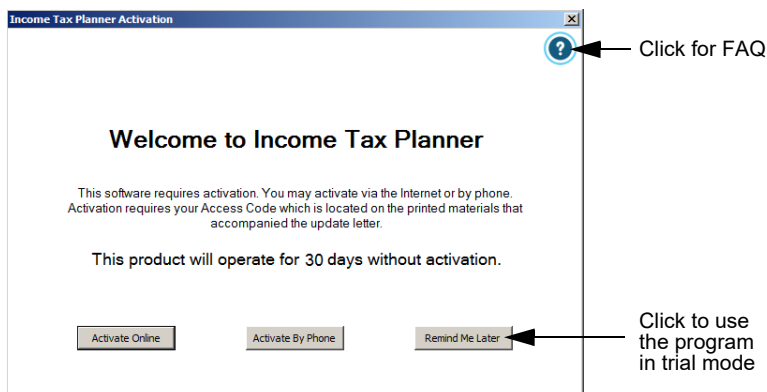 Income Tax Planner Activation
?
Click for FAQ
Welcome to Income Tax Planner
This software requires activation. You may activate via the Internet or by phone.
Activation requires your Access Code which is located on the printed materials that
accompanied the update letter.
This product will operate for 30 days without activation.
Activate Online
Activate By Phone
Remind Me Later
Click to use
the program
in trial mode